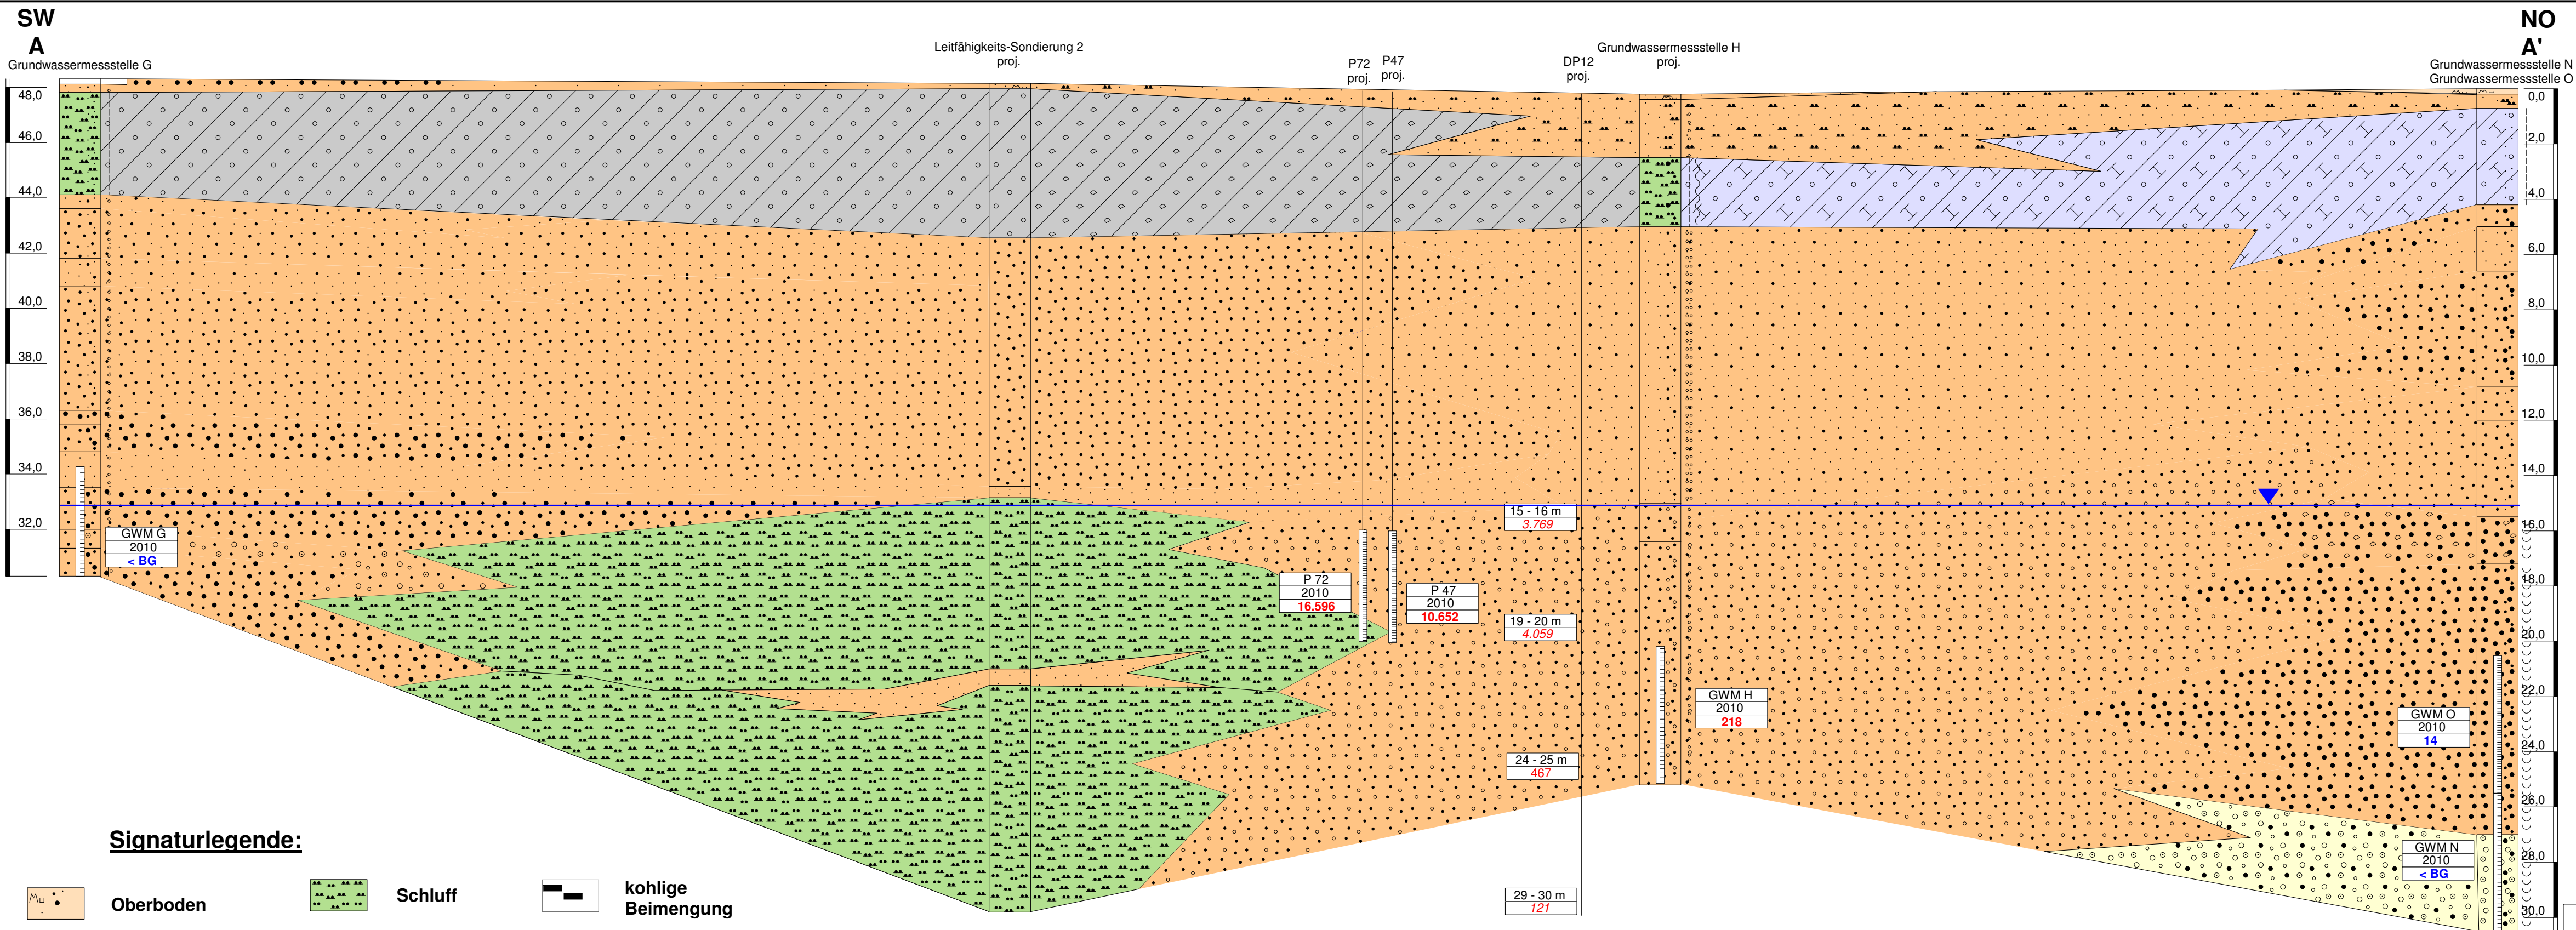 SW
A
Grundwassermessstelle G
Leitfähigkeits-Sondierung 2
proj.
P72
proj.
P47
proj.
DP12
proj.
Grundwassermessstelle H
proj.
NO
A'
Grundwassermessstelle N
Grundwassermessstelle O
48,0
46,0
44,0
42,0
40,0
38,0
36,0
34,0
32,0
0,0
2,0
4,0
6,0
8,0
10,0
12,0
14,0
16,0
18,0
20,0
22,0
24,0
26,0
28,0
30,0
GWM G
2010
< BG
P 72
2010
16.596
P 47
2010
10.652
15 - 16 m
3.769
19 - 20 m
4.059
24 - 25 m
467
29 - 30 m
121
GWM H
2010
218
GWM O
2010
14
GWM N
2010
< BG
Signaturlegende:
Mu
Oberboden
Schluff
kohlige
Beimengung